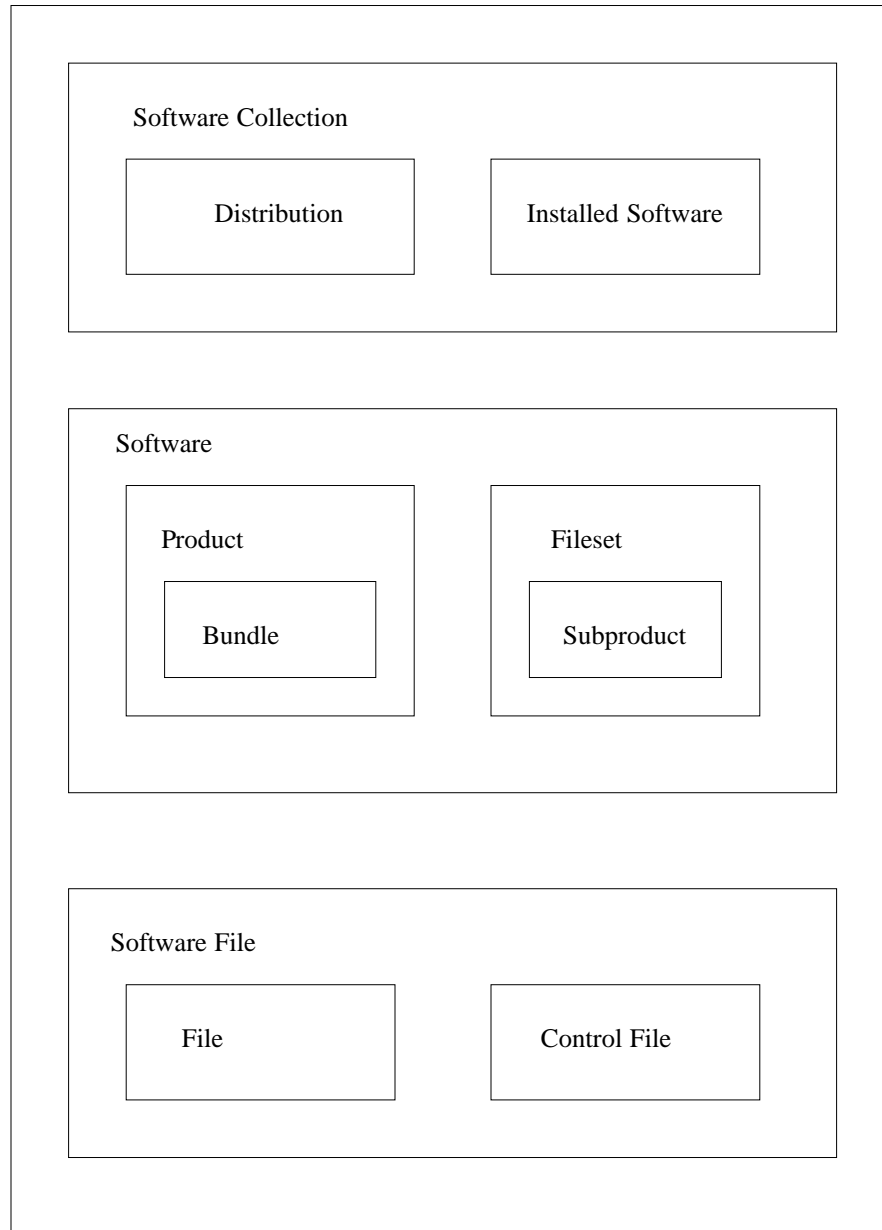 Software Collection
Distribution
Installed Software
Software
Product
Fileset
Bundle
Subproduct
Software File
File
Control File